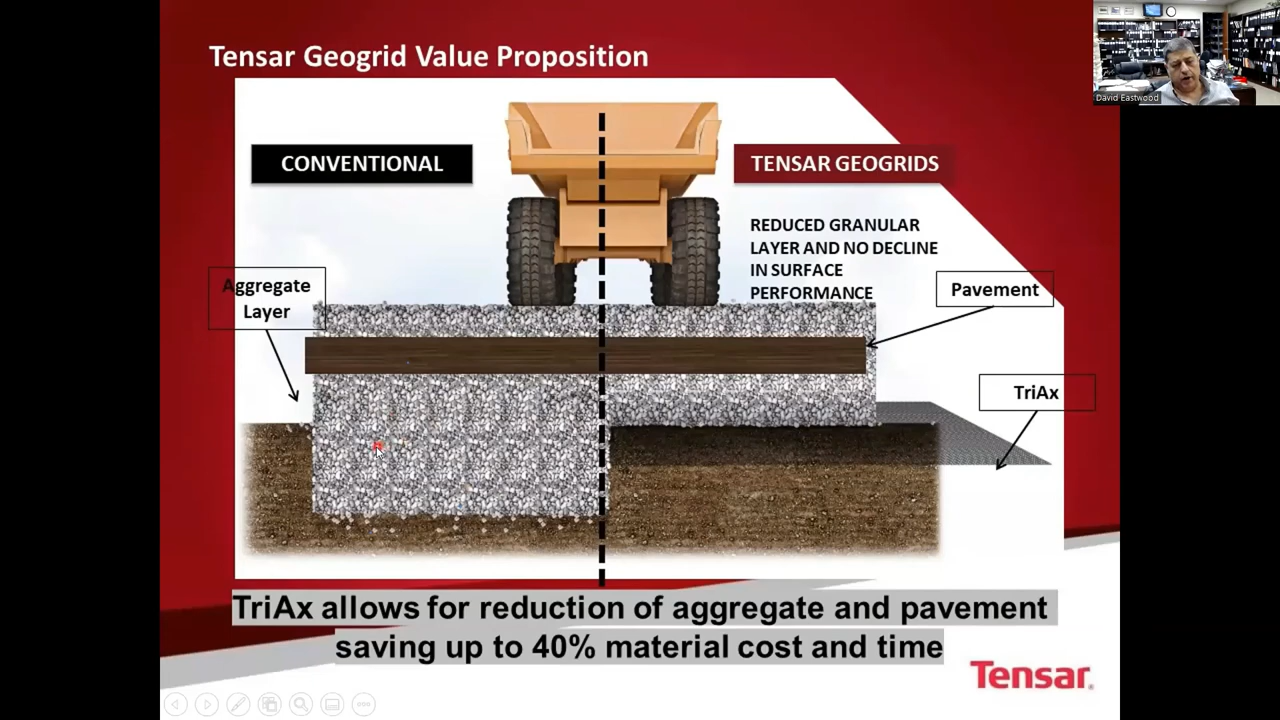 Tensar Geogrid Value Proposition
David Eastwood
CONVENTIONAL
TENSAR GEOGRIDS
REDUCED GRANULAR
LAYER AND NO DECLINE
IN SURFACE
PERFORMANCE
Aggregate
Layer
Pavement
TriAx
TriAx allows for reduction of aggregate and pavement
saving up to 40% material cost and time
Tensar®